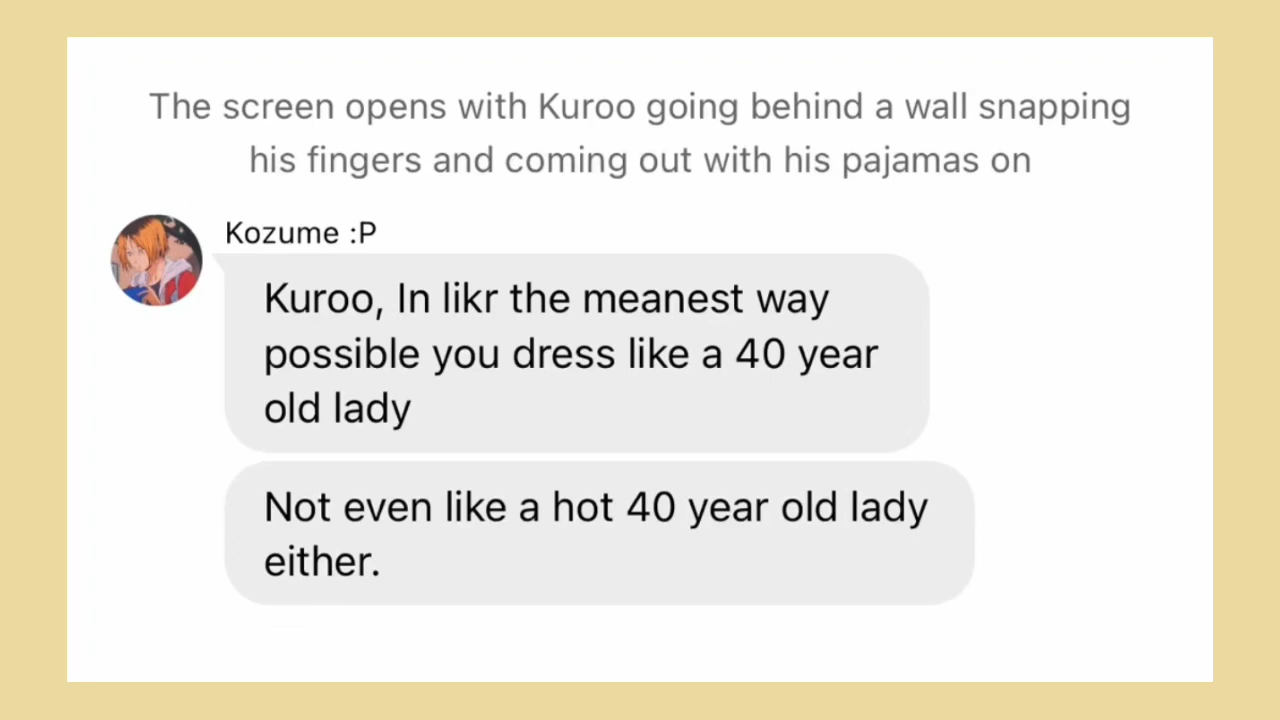 The screen opens with Kuroo going behind a wall snapping
his fingers and coming out with his pajamas on
Kozume :P
Kuroo, In likr the meanest way
possible you dress like a 40 year
old lady
Not even like a hot 40 year old lady
either.